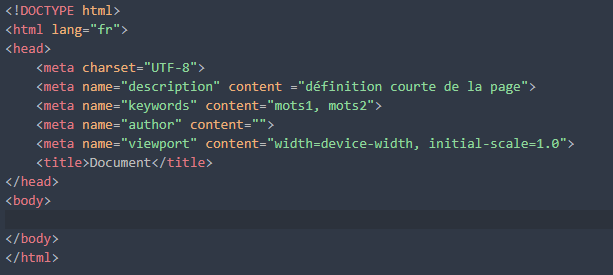 <!DOCTYPE html>
<html lang="fr">
<head>
    <meta charset="UTF-8">
    <meta name="description" content ="définition courte de la page">
    <meta name="keywords" content="mots1, mots2">
    <meta name="author" content="">
    <meta name="viewport" content="width=device-width, initial-scale=1.0">
    <title>Document</title>
</head>
<body>

</body>
</html>